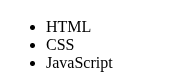 • HTML
• CSS
• JavaScript